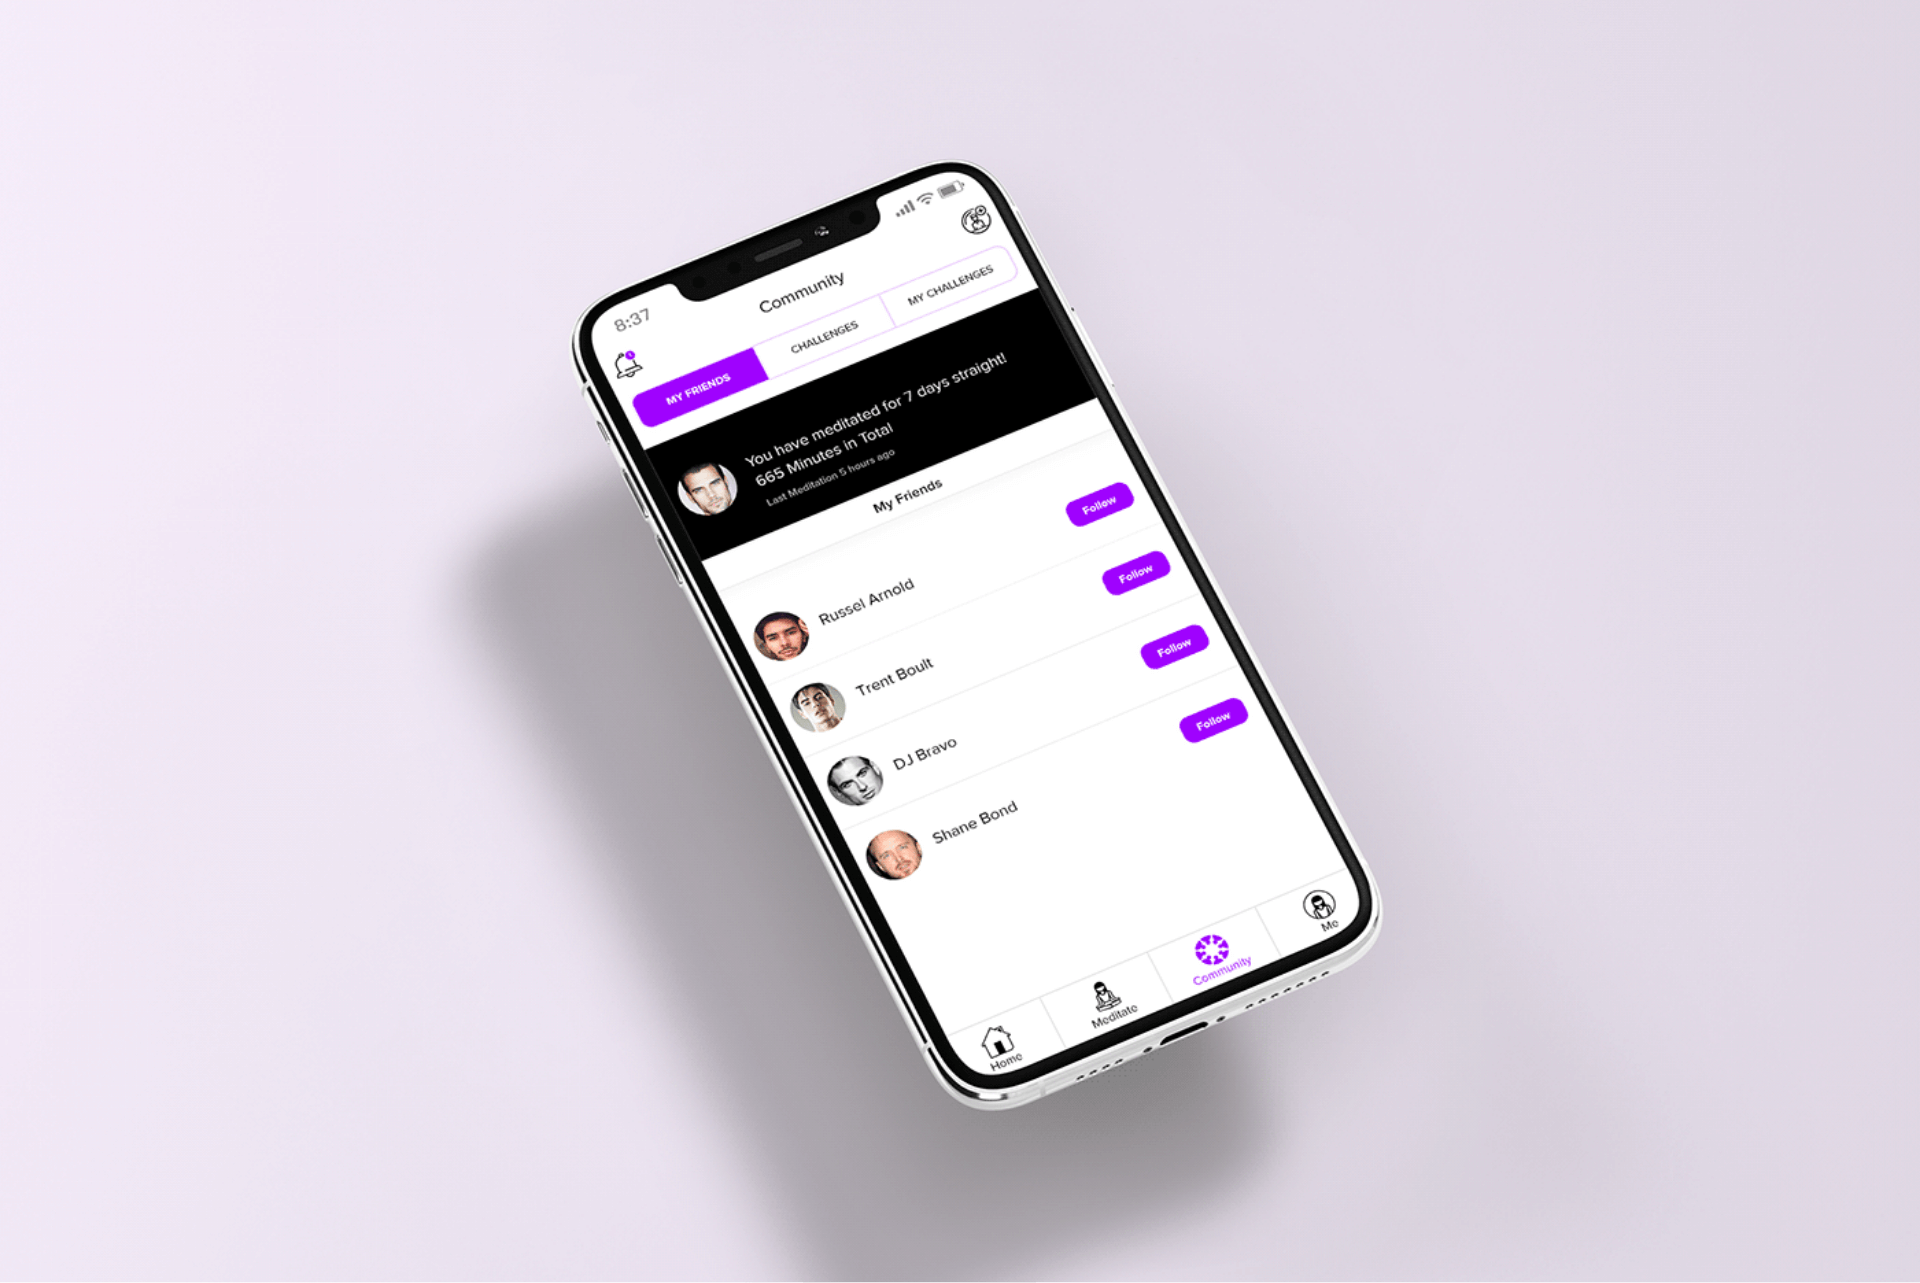 8:37
Community
MY FRIENDS
CHALLENGES
MY CHALLENGES
You have meditated for 7 days straight!
665 Minutes in Total
Last Meditation 5 hours ago
My Friends
Russel Arnold
Follow
Trent Boult
Follow
DJ Bravo
Follow
Shane Bond
Follow
Home
Meditate
Community
Me